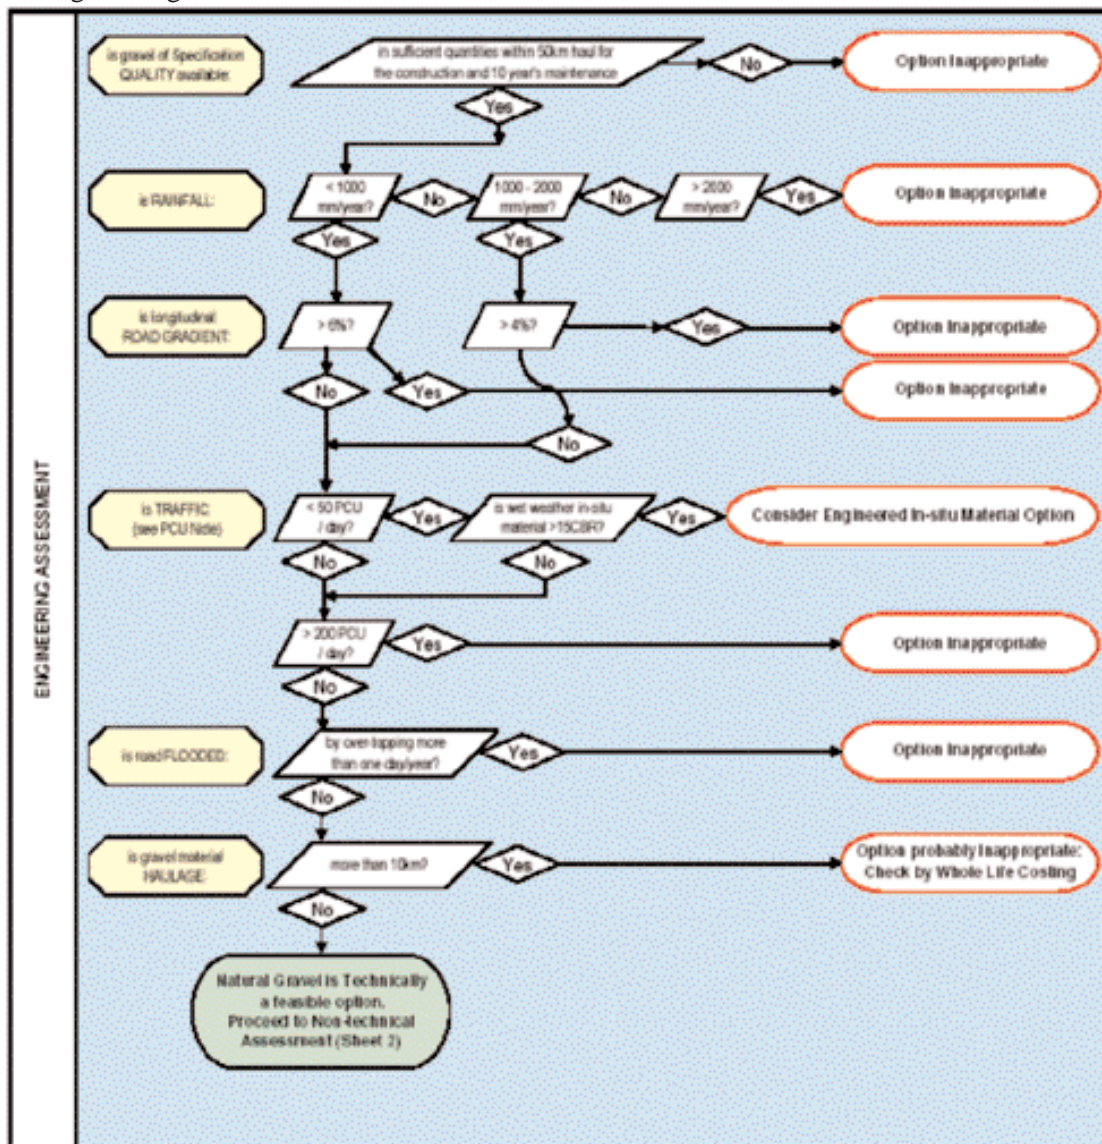 is gravel of Specification
QUALITY available:
in sufficient quantities within 50km haul for
the construction and 10 year's maintenance
No
Option Inappropriate
Yes
is RAINFALL:
< 1000
mm/year?
No
1000 - 2000
mm/year?
No
> 2000
mm/year?
Yes
Option Inappropriate
Yes
Yes
is longitudinal
ROAD GRADIENT:
> 6%?
> 4%?
Yes
Option Inappropriate
No
Yes
Option Inappropriate
No
is TRAFFIC
(see PCU Note)
< 50 PCU
/ day?
Yes
is wet weather in-situ
material >15CBR?
Yes
Consider Engineered In-situ Material Option
No
No
> 200 PCU
/ day?
Yes
Option Inappropriate
No
is road FLOODED:
by over-topping more
than one day/year?
Yes
Option Inappropriate
No
is gravel material
HAULAGE:
more than 10km?
Yes
Option probably Inappropriate:
Check by Whole Life Costing
No
Natural Gravel is Technically
a feasible option.
Proceed to Non-technical
Assessment (Sheet 2)
ENGINEERING ASSESSMENT